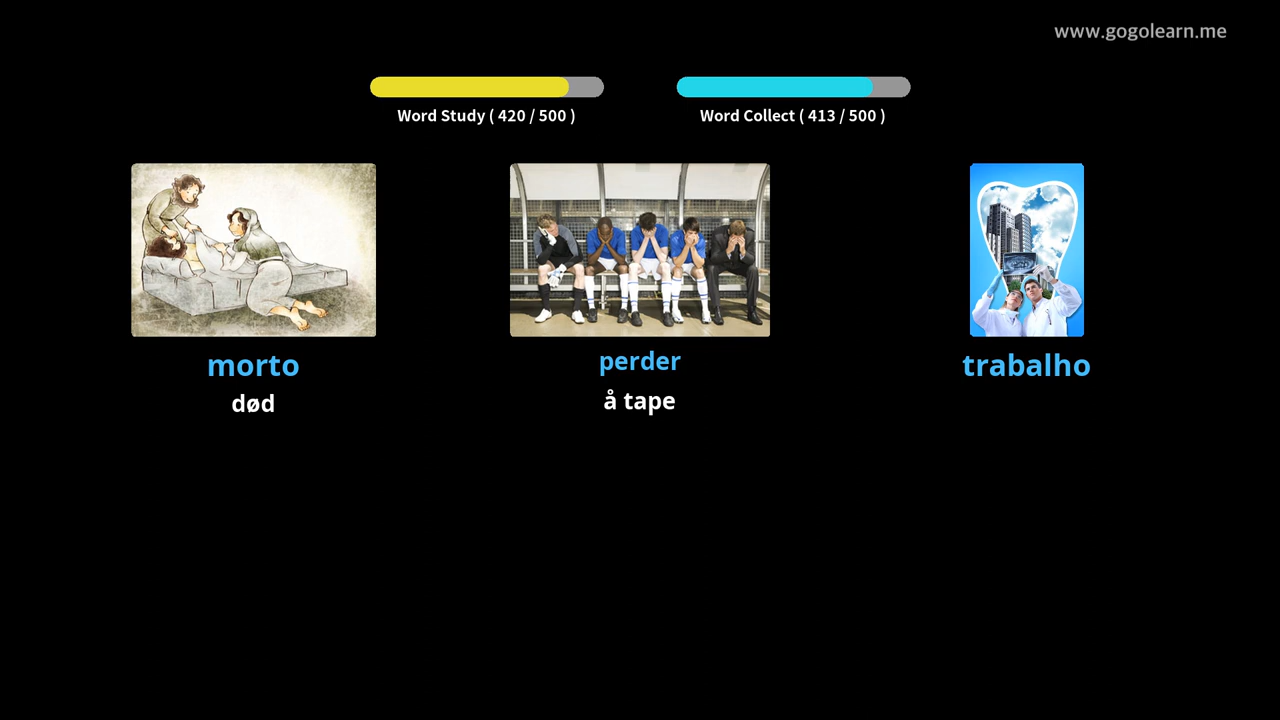 www.gogolearn.me
Word Study ( 420 / 500 )
Word Collect ( 413 / 500 )
morto
død
perder
å tape
trabalho